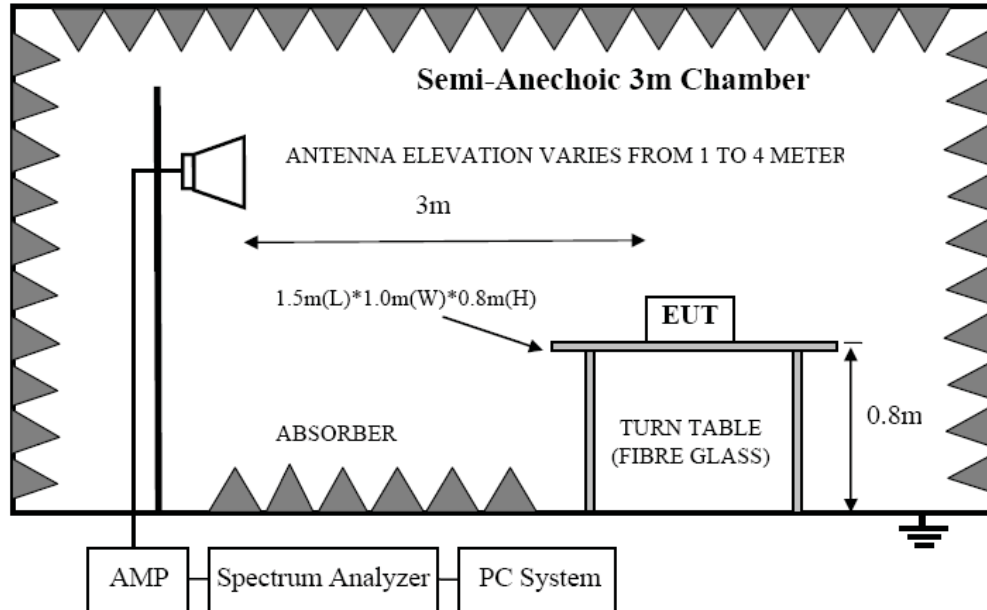 Semi-Anechoic 3m Chamber
ANTENNA ELEVATION VARIES FROM 1 TO 4 METER
3m
1.5m(L)*1.0m(W)*0.8m(H)
EUT
ABSORBER
TURN TABLE
(FIBRE GLASS)
0.8m
AMP
Spectrum Analyzer
PC System